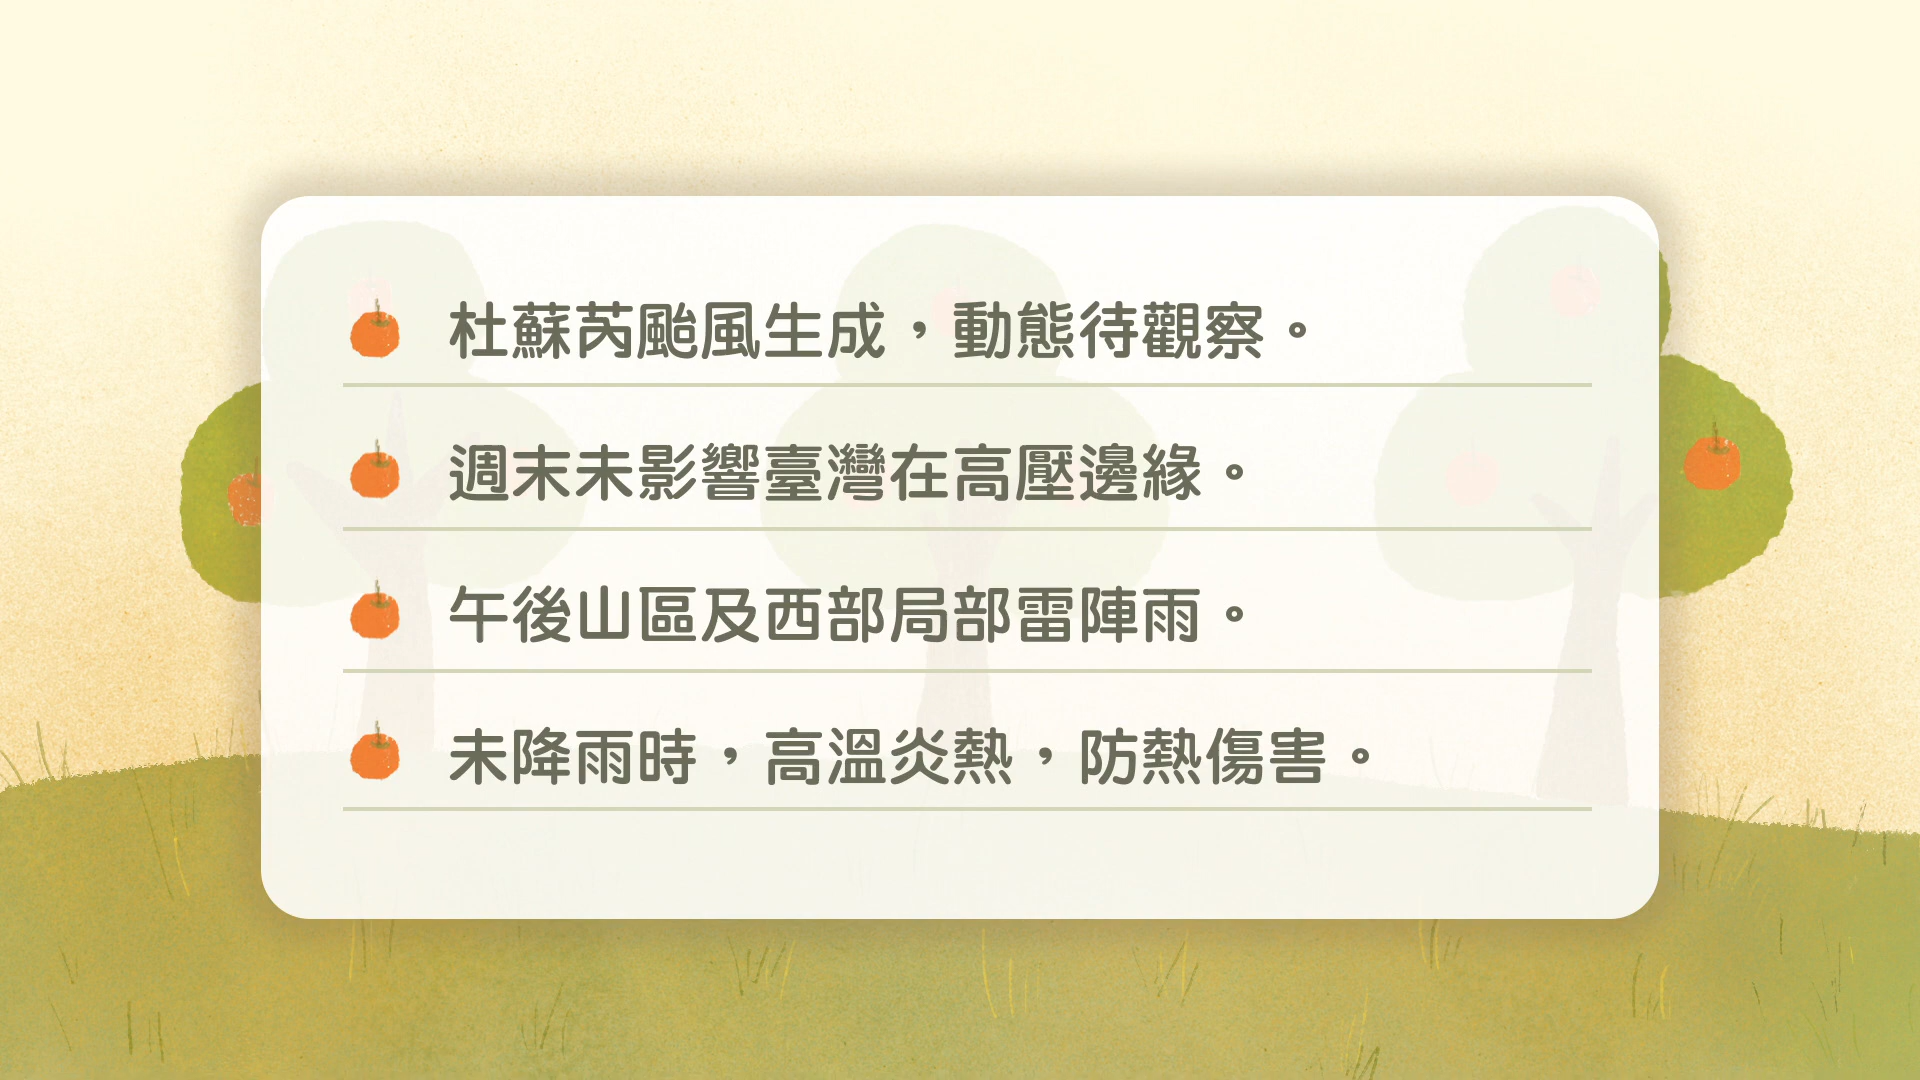 杜蘇芮颱風生成，動態待觀察。
週末未影響臺灣在高壓邊緣。
午後山區及西部局部雷陣雨。
未降雨時，高溫炎熱，防熱傷害。